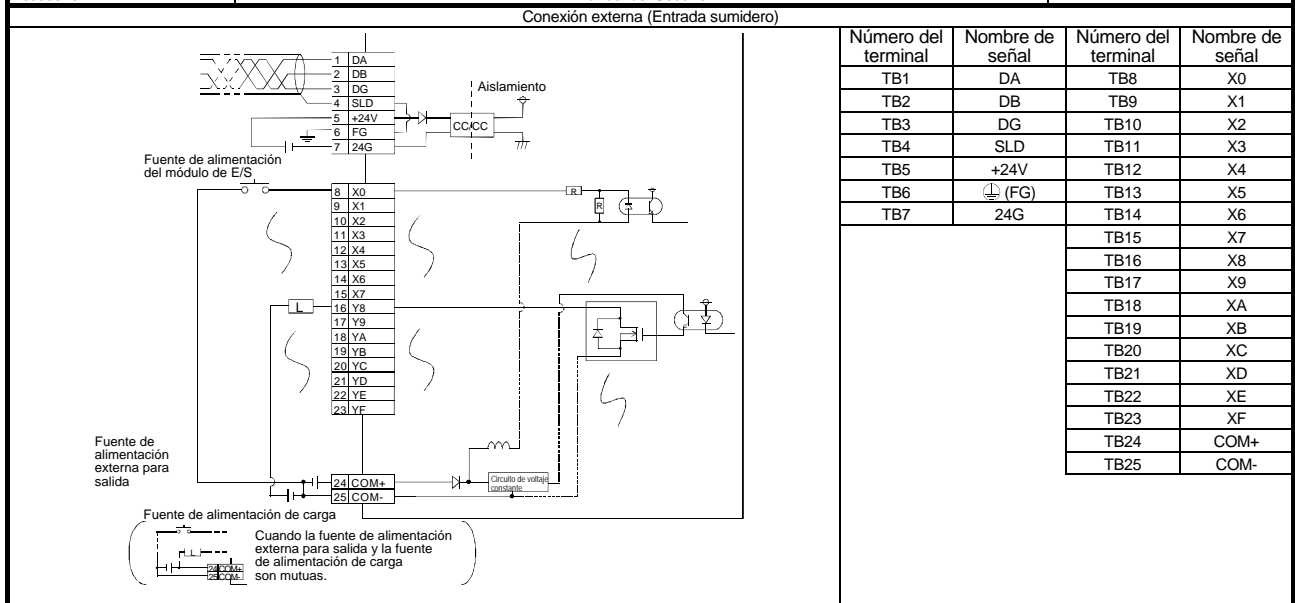 Conexión externa (Entrada sumidero)
1 DA
2 DB
3 DG
4 SLD
5 +24V
6 FG
7 24G
Aislamiento
CC/CC
Fuente de alimentación
del módulo de E/S
8 X0
9 X1
10 X2
11 X3
12 X4
13 X5
14 X6
15 X7
16 Y8
17 Y9
18 YA
19 YB
20 YC
21 YD
22 YE
23 YF
R
R
L
Fuente de
alimentación
externa para
salida
24 COM+
25 COM-
Circuito de voltaje
constante
Fuente de alimentación de carga
L
24 COM+
25 COM-
Cuando la fuente de alimentación
externa para salida y la fuente
de alimentación de carga
son mutuas.
Número del terminal Nombre de señal Número del terminal Nombre de señal
TB1 DA TB8 X0
TB2 DB TB9 X1
TB3 DG TB10 X2
TB4 SLD TB11 X3
TB5 +24V TB12 X4
TB6 (FG) TB13 X5
TB7 24G TB14 X6
TB15 X7
TB16 X8
TB17 X9
TB18 XA
TB19 XB
TB20 XC
TB21 XD
TB22 XE
TB23 XF
TB24 COM+
TB25 COM-